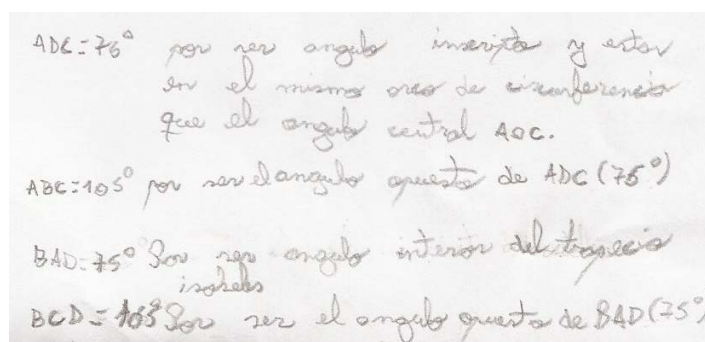 ADC=75° por ser angulo inscripto y estar
en el mismo arco de circunferencia
que el angulo central AOC.
ABC=105° por ser el angulo opuesto de ADC (75°)
BAD=75° Por ser angulo interior del trapecio
isoseles
BCD=105° Por ser el angulo opuesto de BAD (75°)